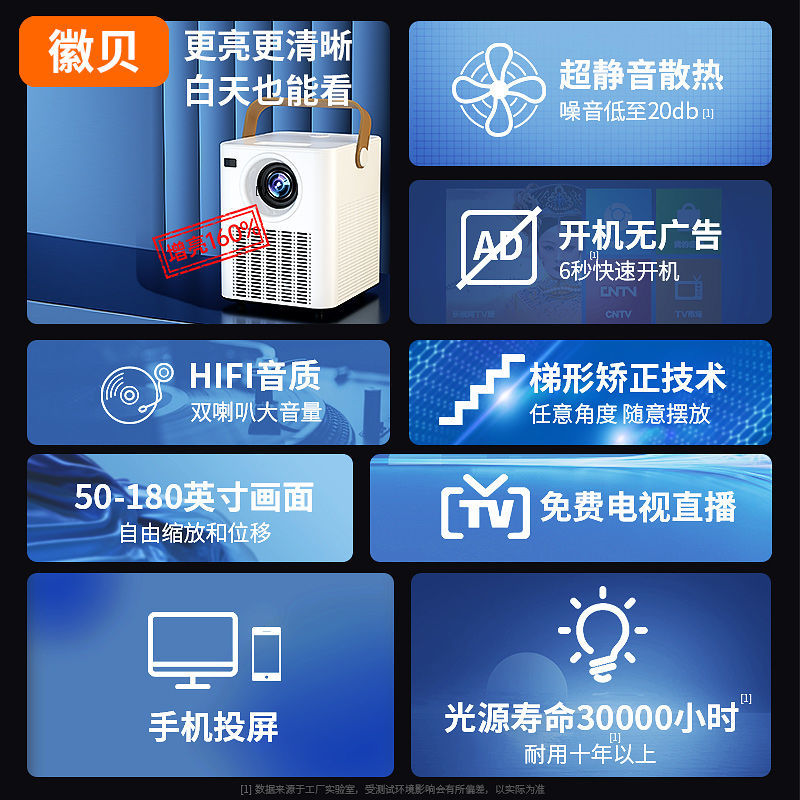 徽贝
更亮更清晰
白天也能看
增亮160%
超静音散热
噪音低至20db[1]
AD
开机无广告
[1]
6秒快速开机
CNTV
CNTV
HIFI音质
双喇叭大音量
梯形矫正技术
任意角度 随意摆放
50-180英寸画面
自由缩放和位移
TV
免费电视直播
手机投屏
光源寿命30000小时[1]
[1]
耐用十年以上
[1] 数据来源于工厂实验室，受测试环境影响会有所偏差，以实际为准